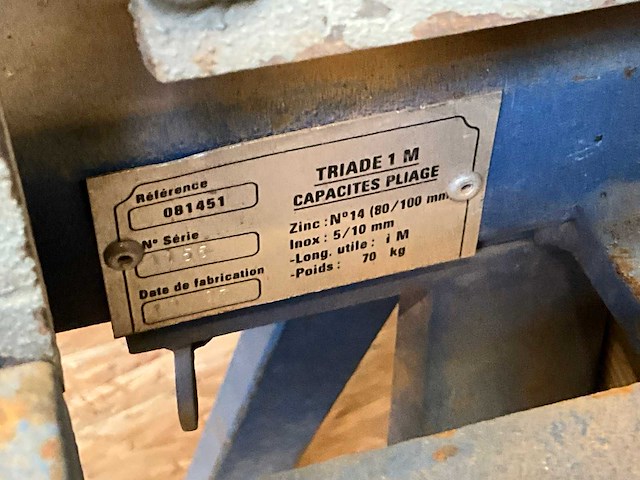 Référence
081451
N° Série
Date de fabrication
TRIADE 1 M
CAPACITES PLIAGE
Zinc : N°14 (80/100 mm
Inox : 5/10 mm
-Long. utile : i M
-Poids : 70 kg